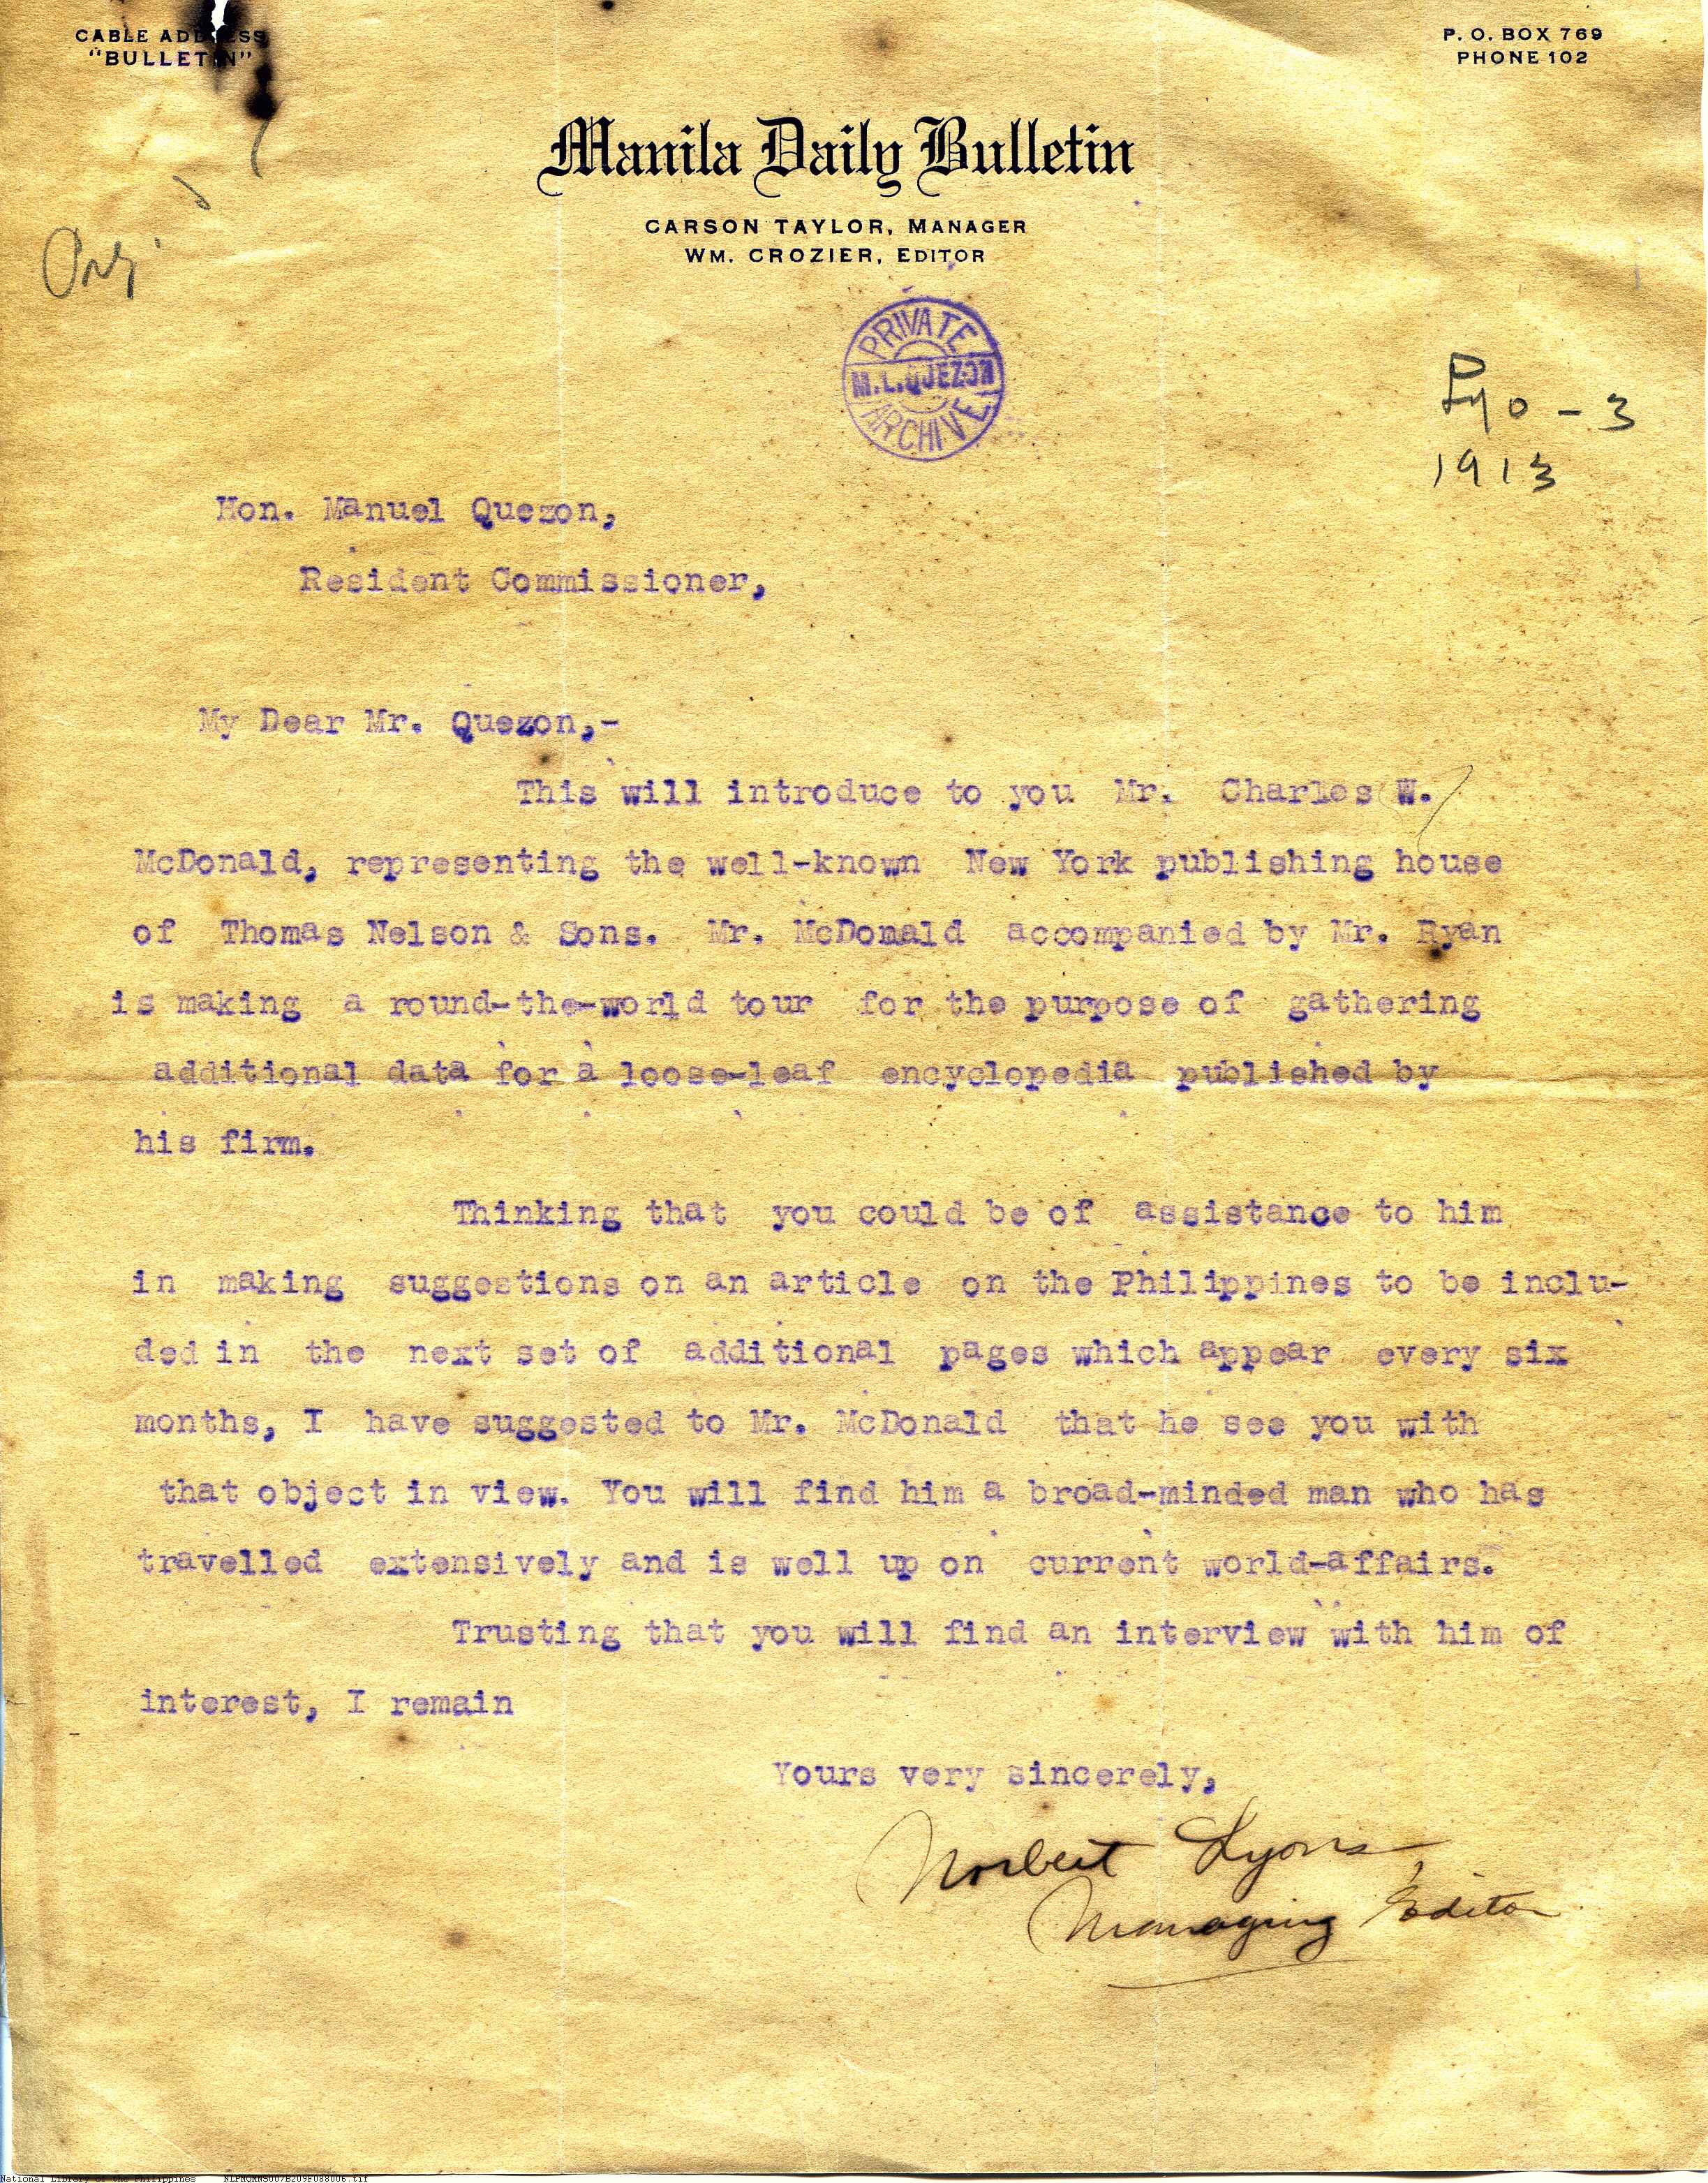 CABLE ADDRESS
"BULLETIN"
P. O. BOX 769
PHONE 102
Manila Daily Bulletin
CARSON TAYLOR, MANAGER
WM. CROZIER, EDITOR
PRIVATE
M.L.QUEZON
ARCHIVE
1913
Hon. Manuel Quezon,
Resident Commissioner,
My Dear Mr. Quezon,-
This will introduce to you Mr. Charles W.
McDonald, representing the well-known New York publishing house
of Thomas Nelson & Sons. Mr. McDonald accompanied by Mr. Ryan
is making a round-the-world tour for the purpose of gathering
additional data for a loose-leaf encyclopedia published by
his firm.
Thinking that you could be of assistance to him
in making suggestions on an article on the Philippines to be inclu-
ded in the next set of additional pages which appear every six
months, I have suggested to Mr. McDonald that he see you with
that object in view. You will find him a broad-minded man who has
travelled extensively and is well up on current world-affairs.
Trusting that you will find an interview with him of
interest, I remain
Yours very sincerely,
Norbert Lyons
Managing Editor
National Library of the Philippines NLPMQMNS007B209F088006.tif